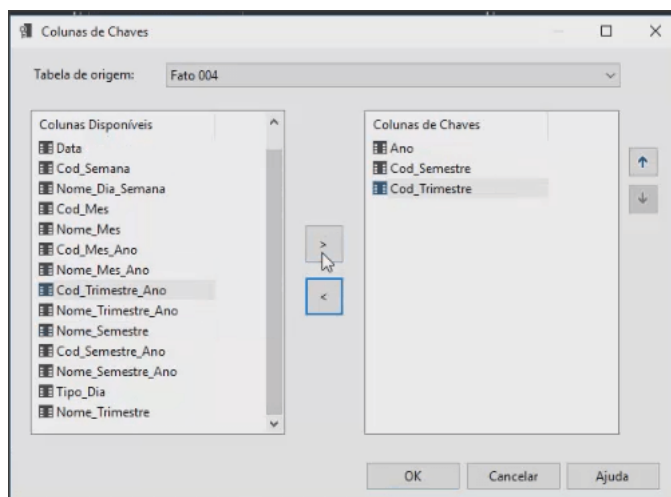 Colunas de Chaves
Tabela de origem: Fato 004
Colunas Disponíveis
Data
Cod_Semana
Nome_Dia_Semana
Cod_Mes
Nome_Mes
Cod_Mes_Ano
Nome_Mes_Ano
Cod_Trimestre_Ano
Nome_Trimestre_Ano
Nome_Semestre
Cod_Semestre_Ano
Nome_Semestre_Ano
Tipo_Dia
Nome_Trimestre
>
<
Colunas de Chaves
Ano
Cod_Semestre
Cod_Trimestre
OK Cancelar Ajuda